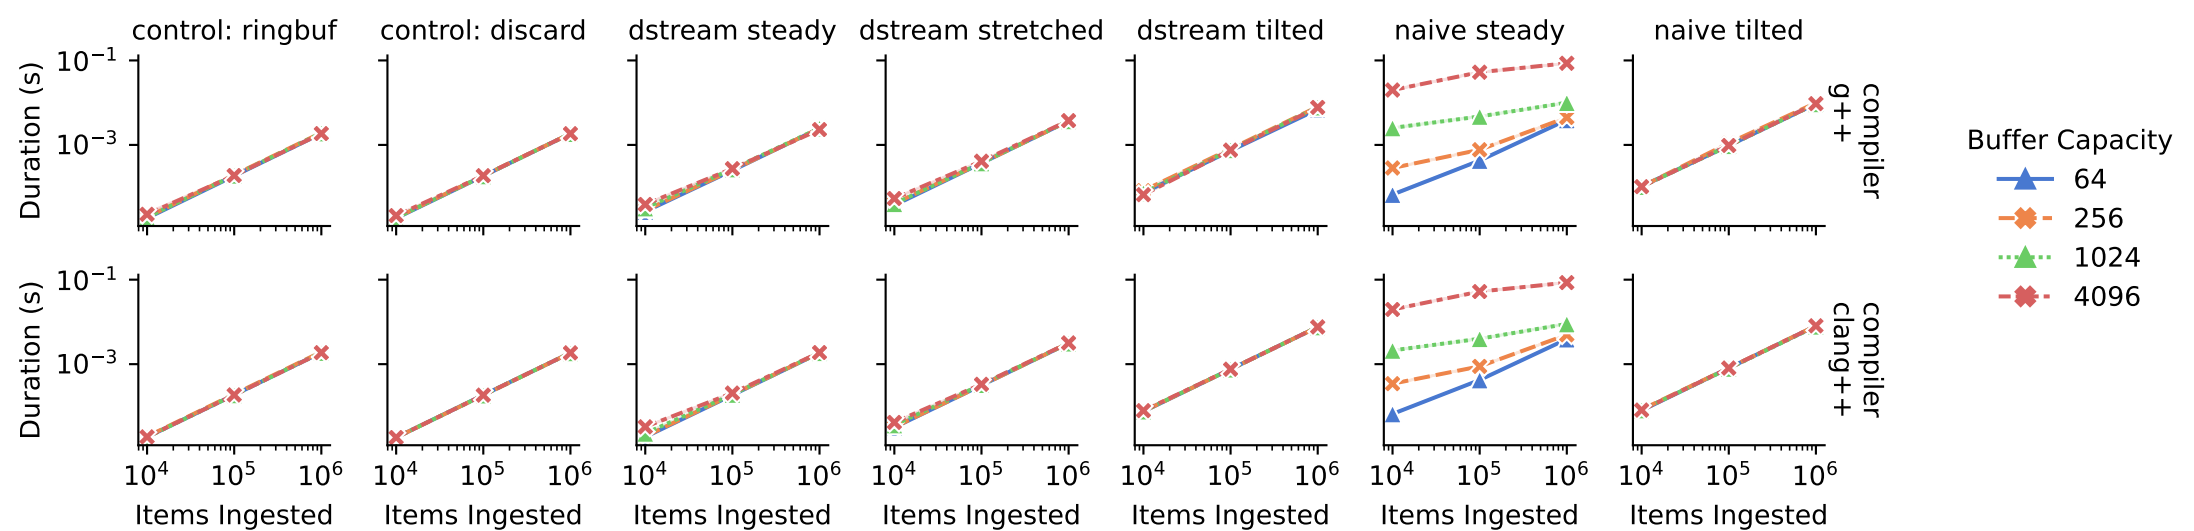 control: ringbuf
control: discard
dstream steady
dstream stretched
dstream tilted
naive steady
naive tilted
Duration (s)
10⁻¹
10⁻³
compiler
g++
Duration (s)
10⁻¹
10⁻³
compiler
clang++
10⁴ 10⁵ 10⁶
10⁴ 10⁵ 10⁶
10⁴ 10⁵ 10⁶
10⁴ 10⁵ 10⁶
10⁴ 10⁵ 10⁶
10⁴ 10⁵ 10⁶
10⁴ 10⁵ 10⁶
Items Ingested
Items Ingested
Items Ingested
Items Ingested
Items Ingested
Items Ingested
Items Ingested
Buffer Capacity
64
256
1024
4096